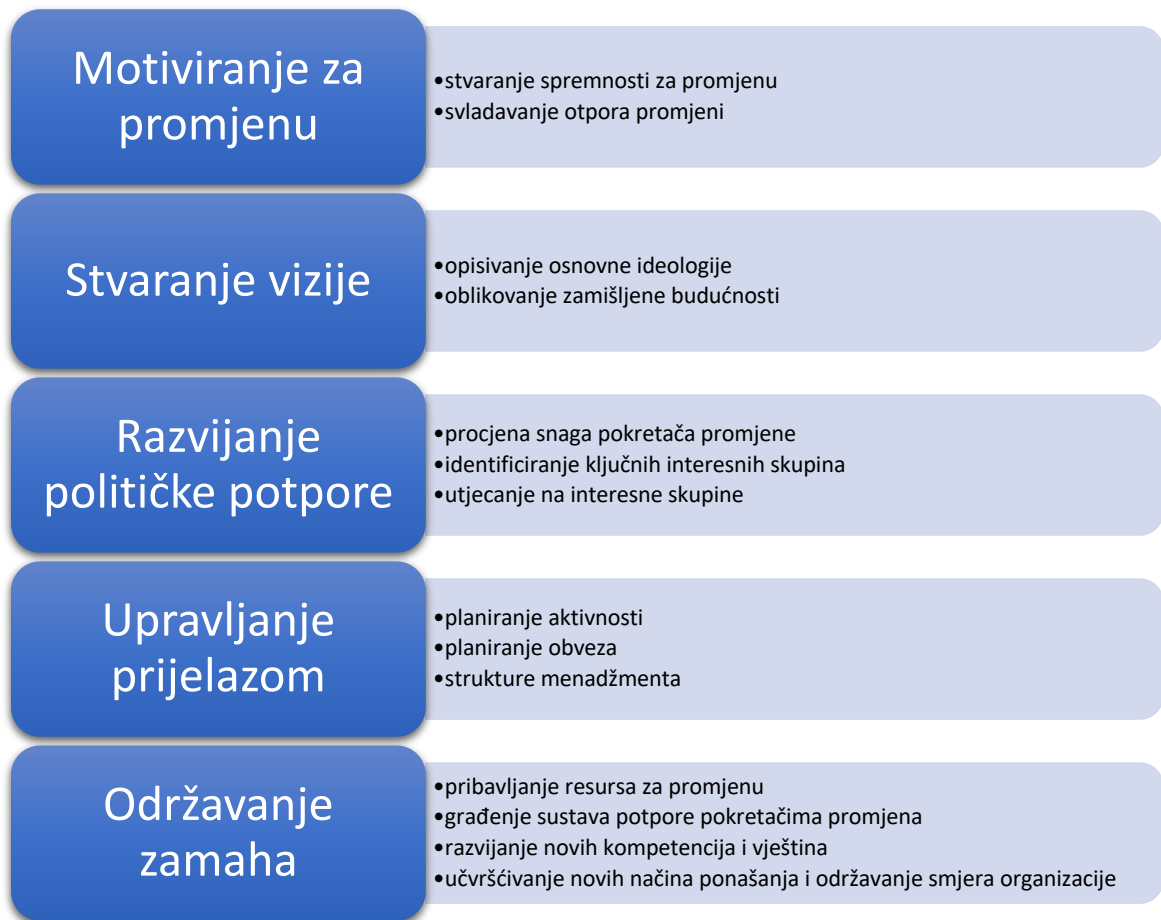 Motiviranje za
promjenu
•stvaranje spremnosti za promjenu
•svladavanje otpora promjeni
Stvaranje vizije
•opisivanje osnovne ideologije
•oblikovanje zamišljene budućnosti
Razvijanje
političke potpore
•procjena snaga pokretača promjene
•identificiranje ključnih interesnih skupina
•utjecanje na interesne skupine
Upravljanje
prijelazom
•planiranje aktivnosti
•planiranje obveza
•strukture menadžmenta
Održavanje
zamaha
•pribavljanje resursa za promjenu
•građenje sustava potpore pokretačima promjena
•razvijanje novih kompetencija i vještina
•učvršćivanje novih načina ponašanja i održavanje smjera organizacije